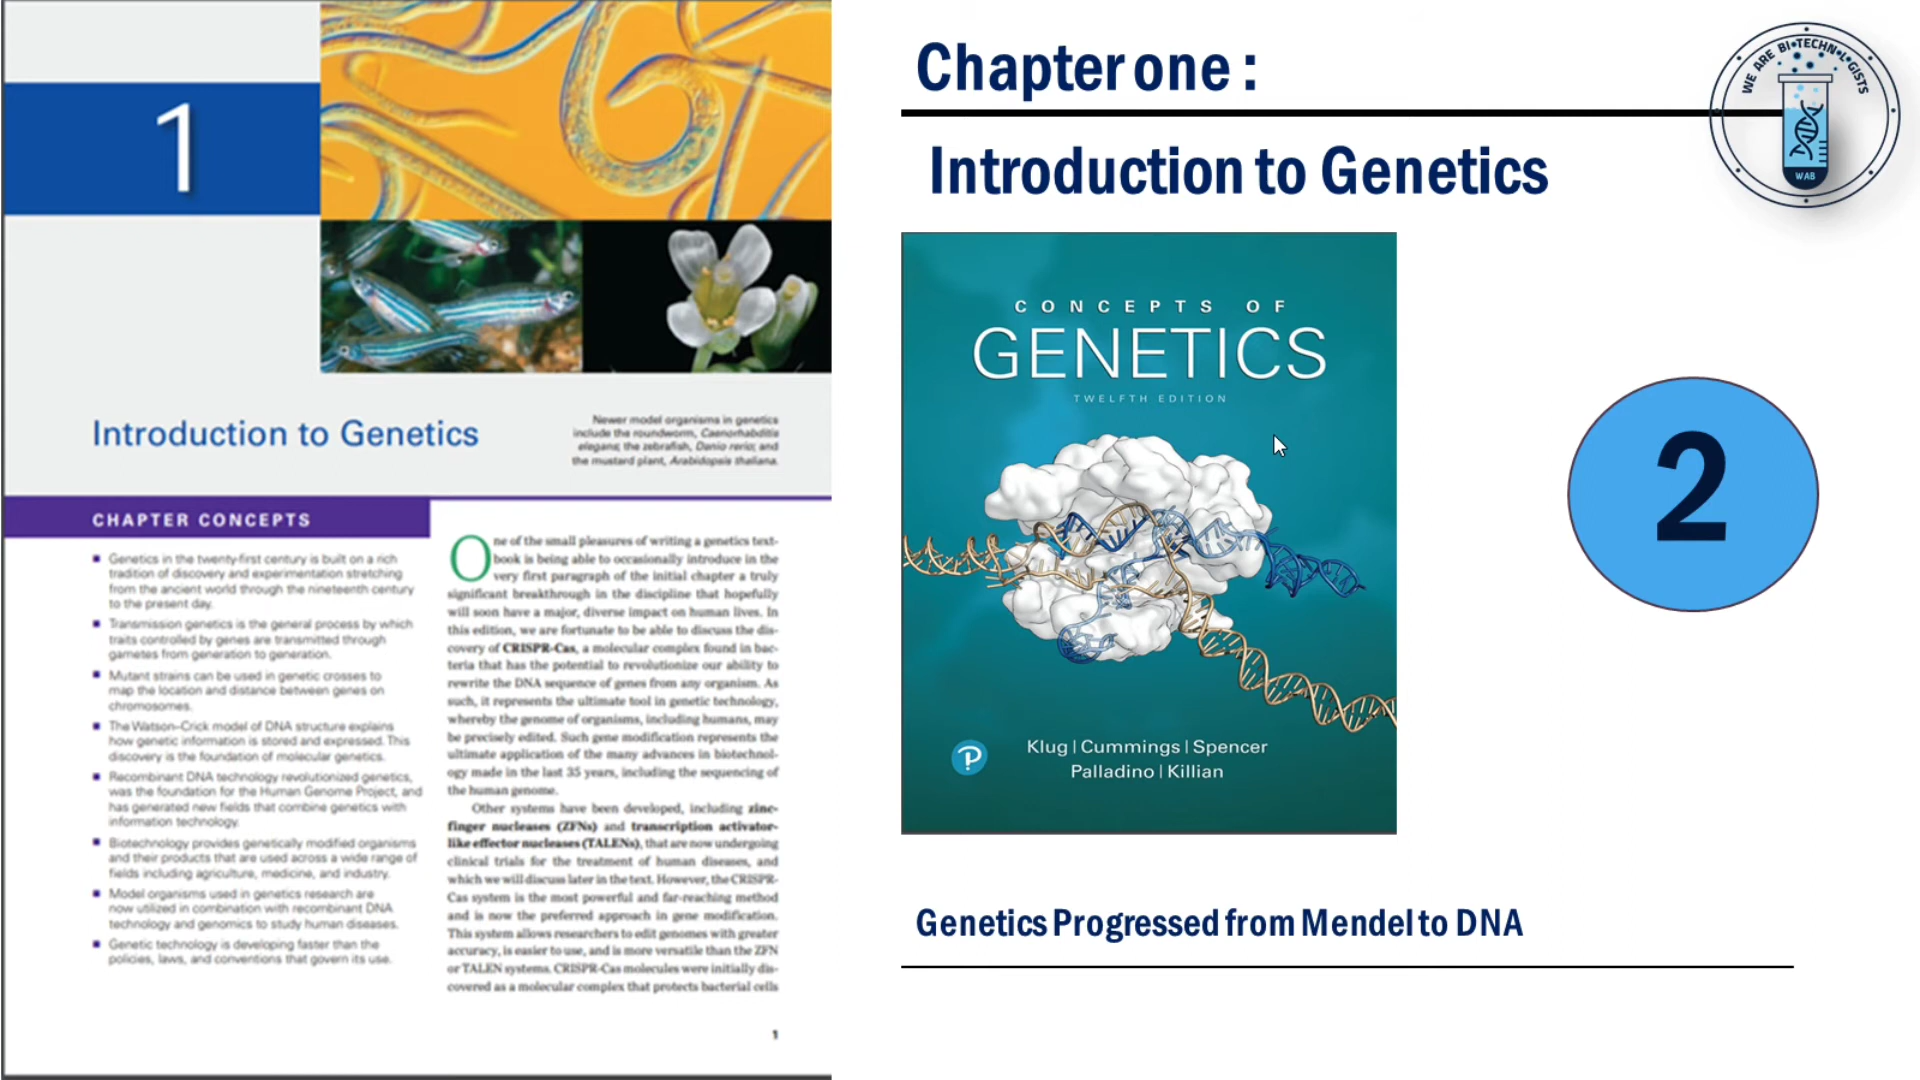 1
Introduction to Genetics
Newer model organisms in genetics
include the roundworm, Caenorhabditis
elegans; the zebrafish, Danio rerio; and
the mustard plant, Arabidopsis thaliana.
CHAPTER CONCEPTS
■ Genetics in the twenty-first century is built on a rich
tradition of discovery and experimentation stretching
from the ancient world through the nineteenth century
to the present day.
■ Transmission genetics is the general process by which
traits controlled by genes are transmitted through
gametes from generation to generation.
■ Mutant strains can be used in genetic crosses to
map the location and distance between genes on
chromosomes.
■ The Watson–Crick model of DNA structure explains
how genetic information is stored and expressed. This
discovery is the foundation of molecular genetics.
■ Recombinant DNA technology revolutionized genetics,
was the foundation for the Human Genome Project, and
has generated new fields that combine genetics with
information technology.
■ Biotechnology provides genetically modified organisms
and their products that are used across a wide range of
fields including agriculture, medicine, and industry.
■ Model organisms used in genetics research are
now utilized in combination with recombinant DNA
technology and genomics to study human diseases.
■ Genetic technology is developing faster than the
policies, laws, and conventions that govern its use.
One of the small pleasures of writing a genetics text-
book is being able to occasionally introduce in the
very first paragraph of the initial chapter a truly
significant breakthrough in the discipline that hopefully
will soon have a major, diverse impact on human lives. In
this edition, we are fortunate to be able to discuss the dis-
covery of CRISPR-Cas, a molecular complex found in bac-
teria that has the potential to revolutionize our ability to
rewrite the DNA sequence of genes from any organism. As
such, it represents the ultimate tool in genetic technology,
whereby the genome of organisms, including humans, may
be precisely edited. Such gene modification represents the
ultimate application of the many advances in biotechnol-
ogy made in the last 35 years, including the sequencing of
the human genome.
Other systems have been developed, including zinc-
finger nucleases (ZFNs) and transcription activator-
like effector nucleases (TALENs), that are now undergoing
clinical trials for the treatment of human diseases, and
which we will discuss later in the text. However, the CRISPR-
Cas system is the most powerful and far-reaching method
and is now the preferred approach in gene modification.
This system allows researchers to edit genomes with greater
accuracy, is easier to use, and is more versatile than the ZFN
or TALEN systems. CRISPR-Cas molecules were initially dis-
covered as a molecular complex that protects bacterial cells
1
Chapter one :
Introduction to Genetics
WE ARE BIOTECHNOLOGISTS
WAB
CONCEPTS OF
GENETICS
TWELFTH EDITION
P
Klug | Cummings | Spencer
Palladino | Killian
2
Genetics Progressed from Mendel to DNA